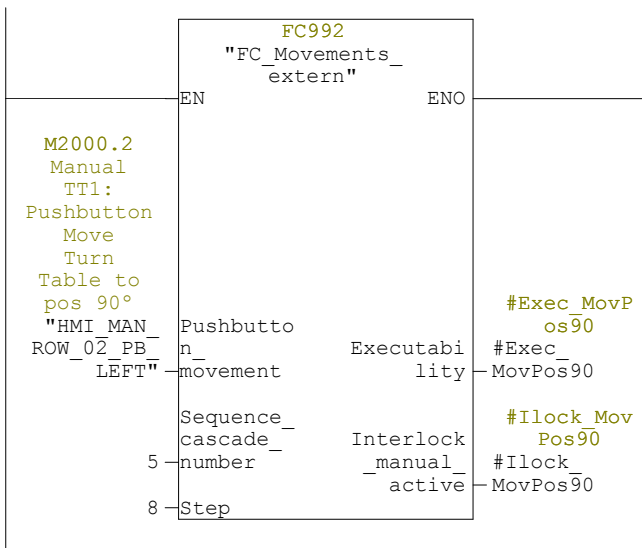 FC992
"FC_Movements_
extern"
EN
ENO
M2000.2
Manual
TT1:
Pushbutton
Move
Turn
Table to
pos 90°
"HMI_MAN_
ROW_02_PB_
LEFT"
Pushbutto
n_
movement
Executabi
lity
#Exec_MovP
os90
#Exec_
MovPos90
Sequence_
cascade_
number
5
Interlock
_manual_
active
#Ilock_Mov
Pos90
#Ilock_
MovPos90
8
Step